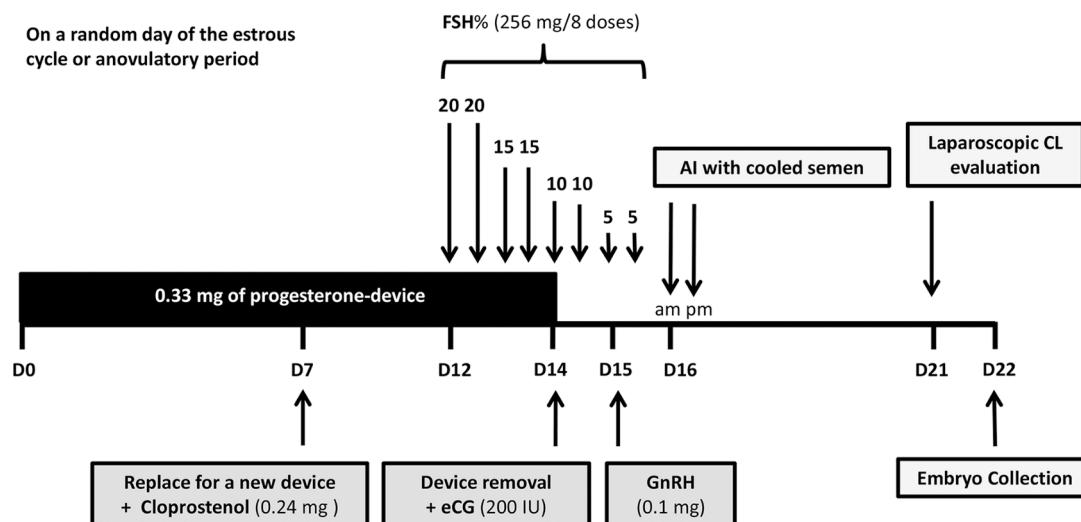 On a random day of the estrous
cycle or anovulatory period
FSH% (256 mg/8 doses)
20 20
15 15
10 10
5 5
AI with cooled semen
Laparoscopic CL
evaluation
0.33 mg of progesterone-device
am pm
D0 D7 D12 D14 D15 D16 D21 D22
Replace for a new device
+ Cloprostenol (0.24 mg )
Device removal
+ eCG (200 IU)
GnRH
(0.1 mg)
Embryo Collection